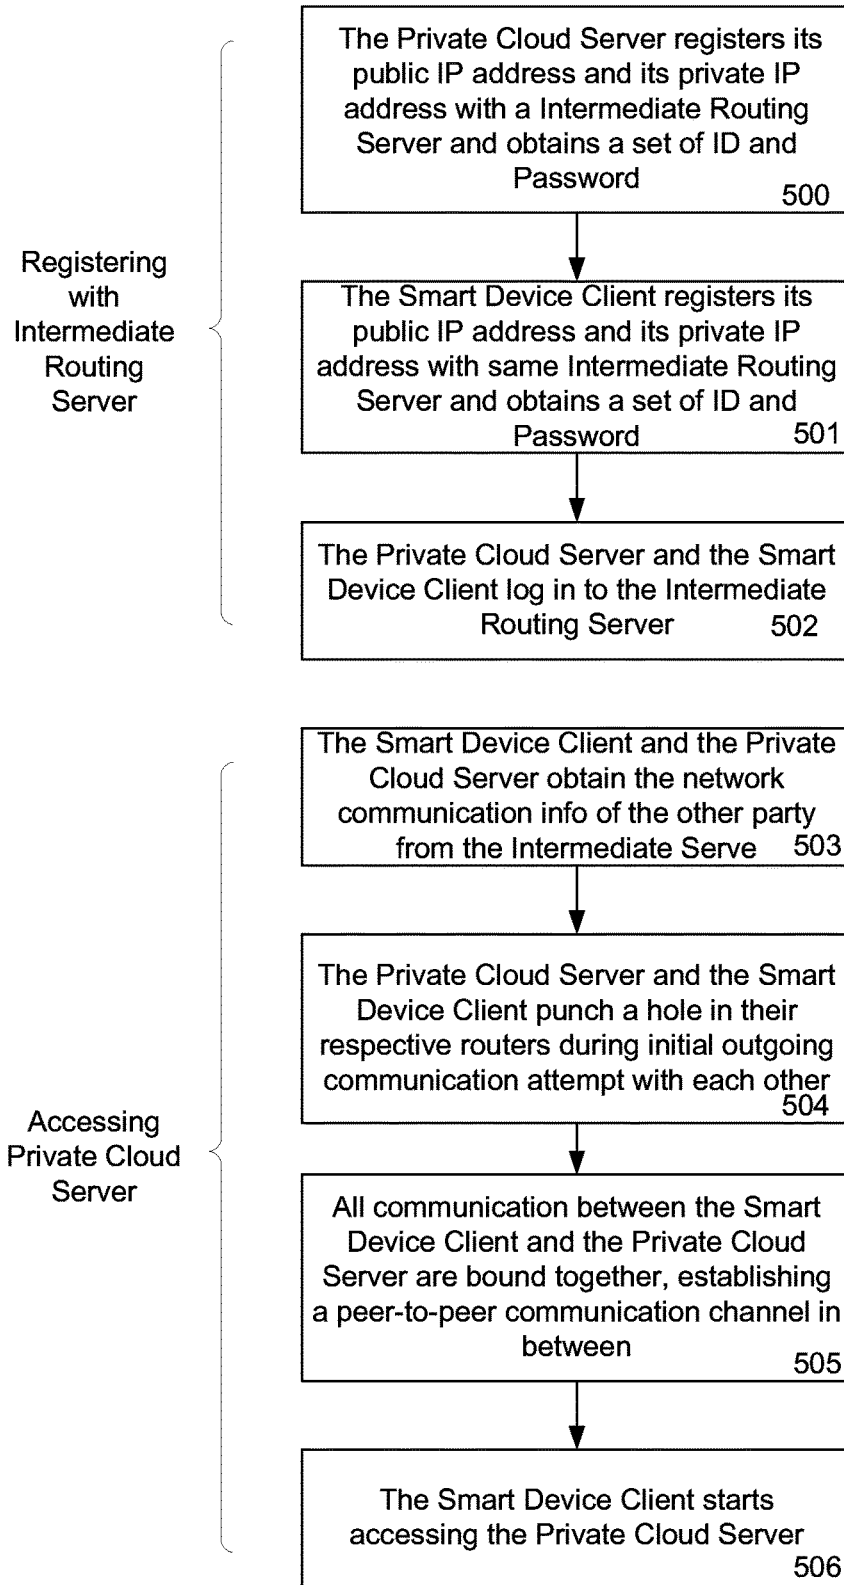 The Private Cloud Server registers its
public IP address and its private IP
address with a Intermediate Routing
Server and obtains a set of ID and
Password
500
Registering
with
Intermediate
Routing
Server
The Smart Device Client registers its
public IP address and its private IP
address with same Intermediate Routing
Server and obtains a set of ID and
Password
501
The Private Cloud Server and the Smart
Device Client log in to the Intermediate
Routing Server
502
The Smart Device Client and the Private
Cloud Server obtain the network
communication info of the other party
from the Intermediate Serve
503
The Private Cloud Server and the Smart
Device Client punch a hole in their
respective routers during initial outgoing
communication attempt with each other
504
Accessing
Private Cloud
Server
All communication between the Smart
Device Client and the Private Cloud
Server are bound together, establishing
a peer-to-peer communication channel in
between
505
The Smart Device Client starts
accessing the Private Cloud Server
506